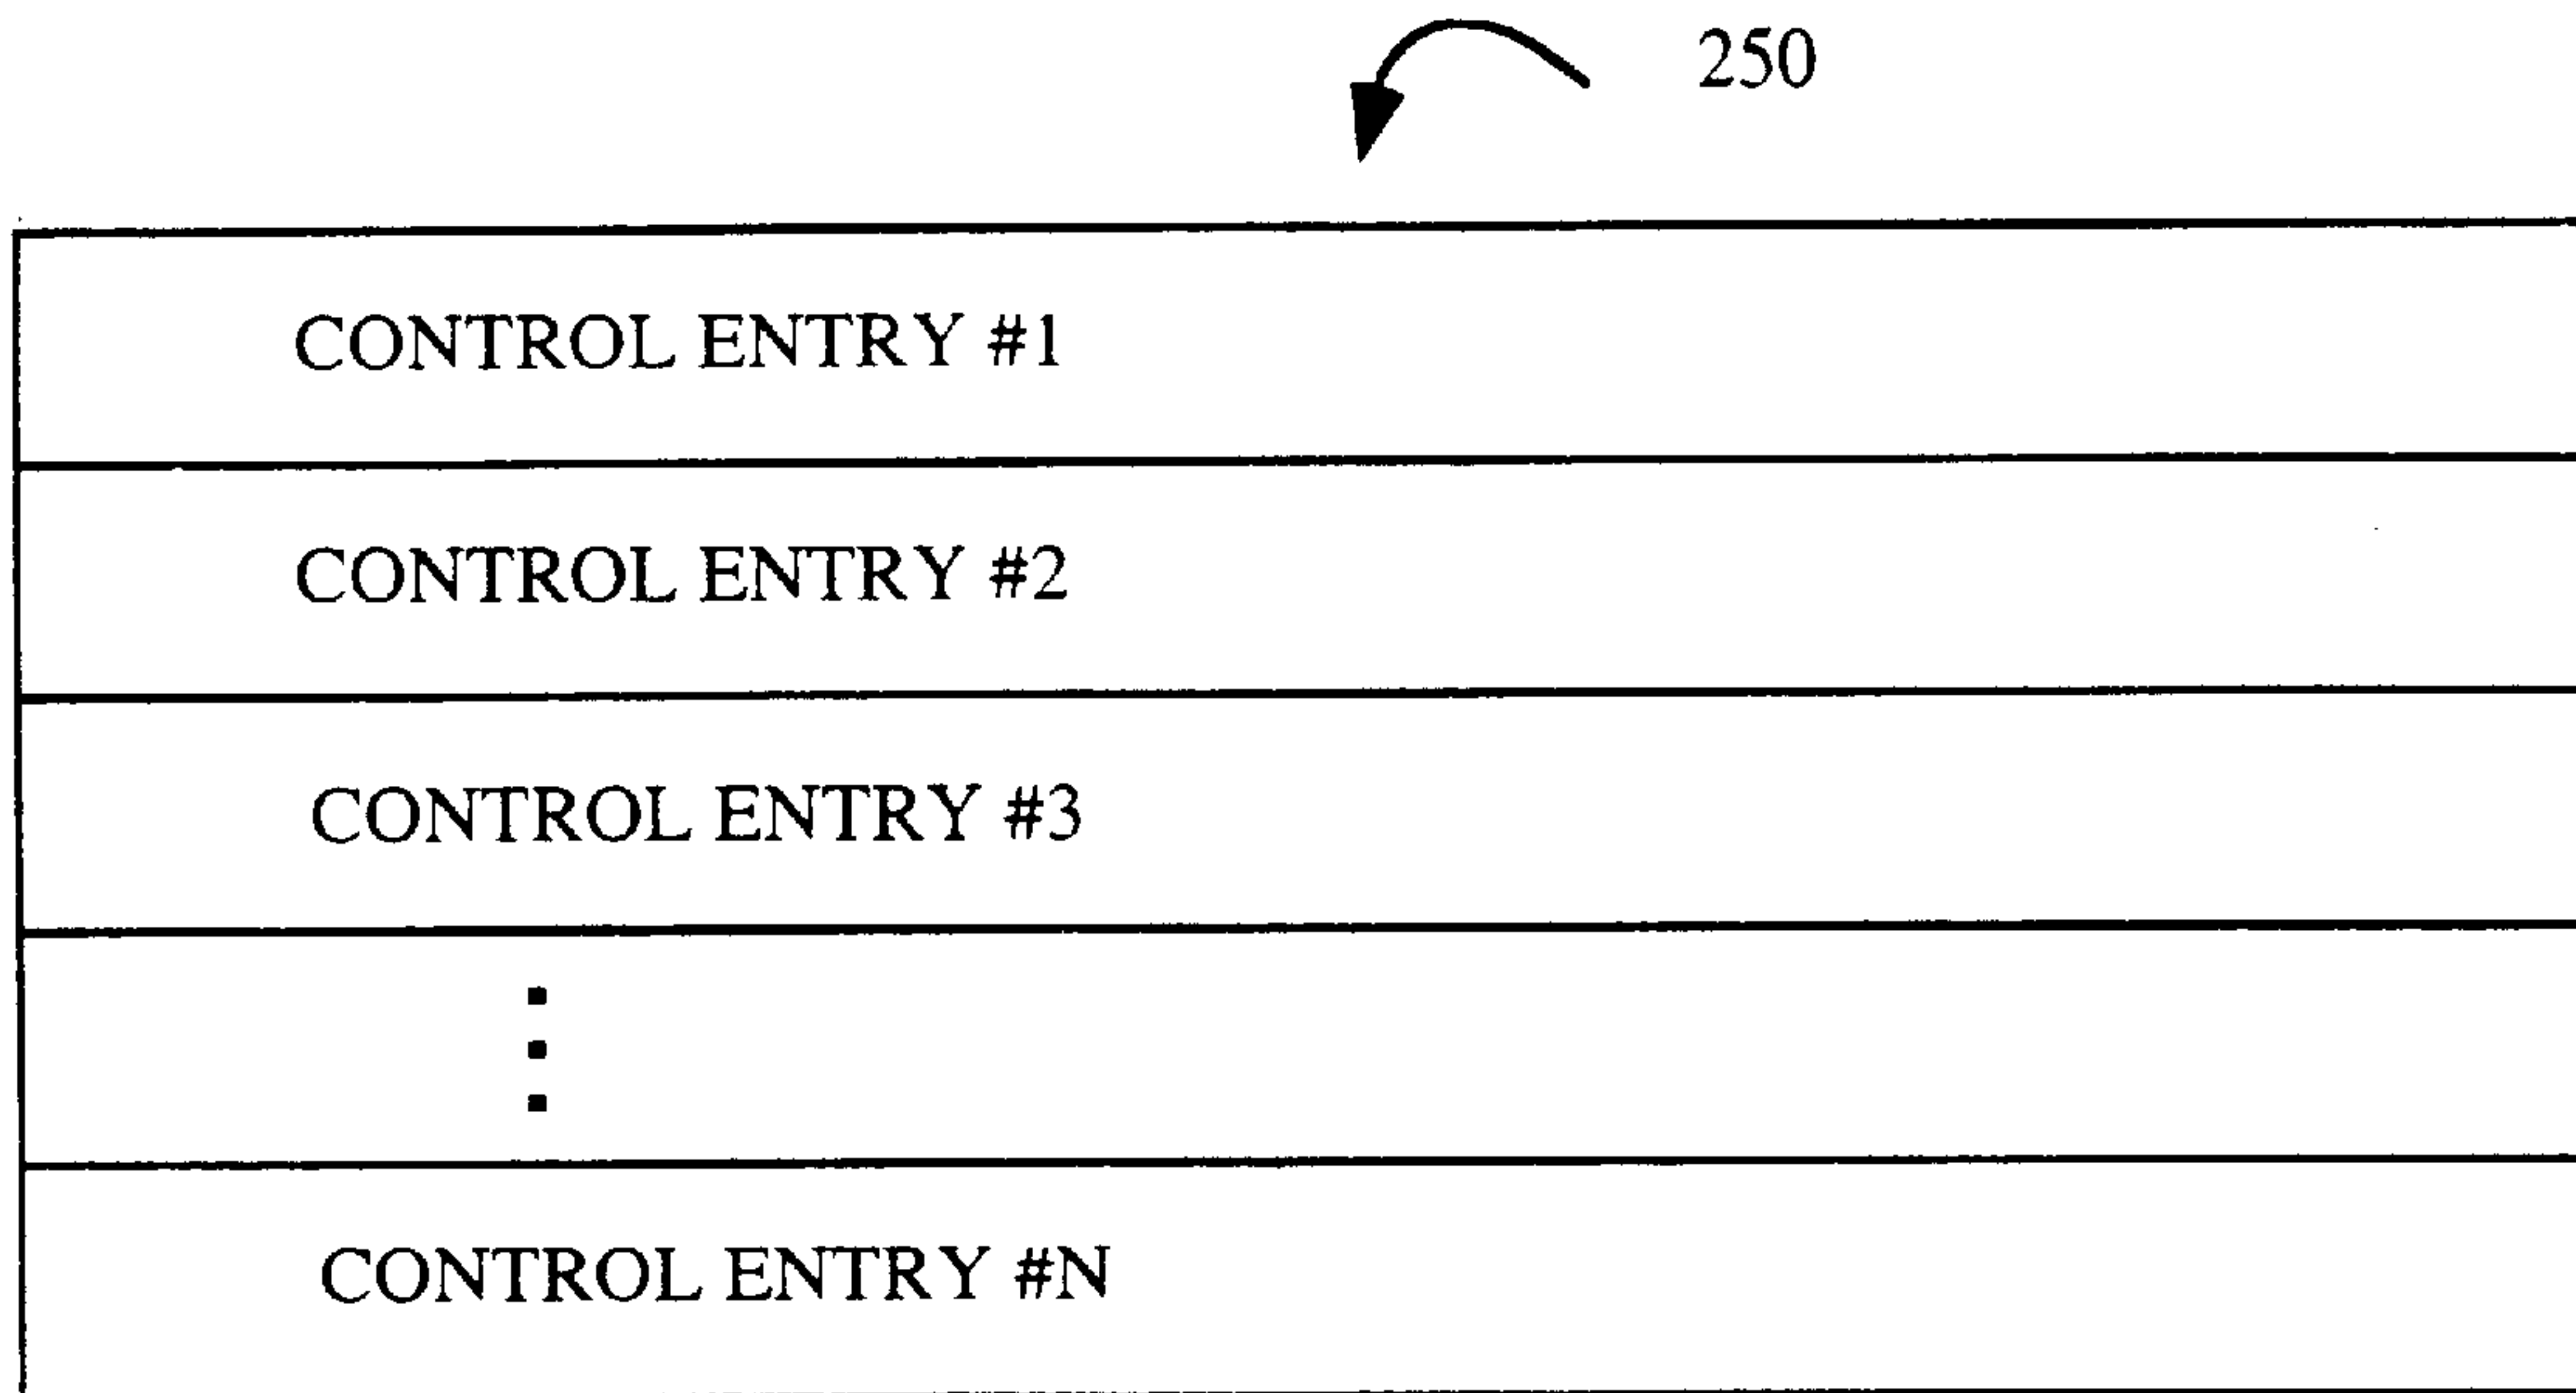 250
CONTROL ENTRY #1
CONTROL ENTRY #2
CONTROL ENTRY #3
CONTROL ENTRY #N